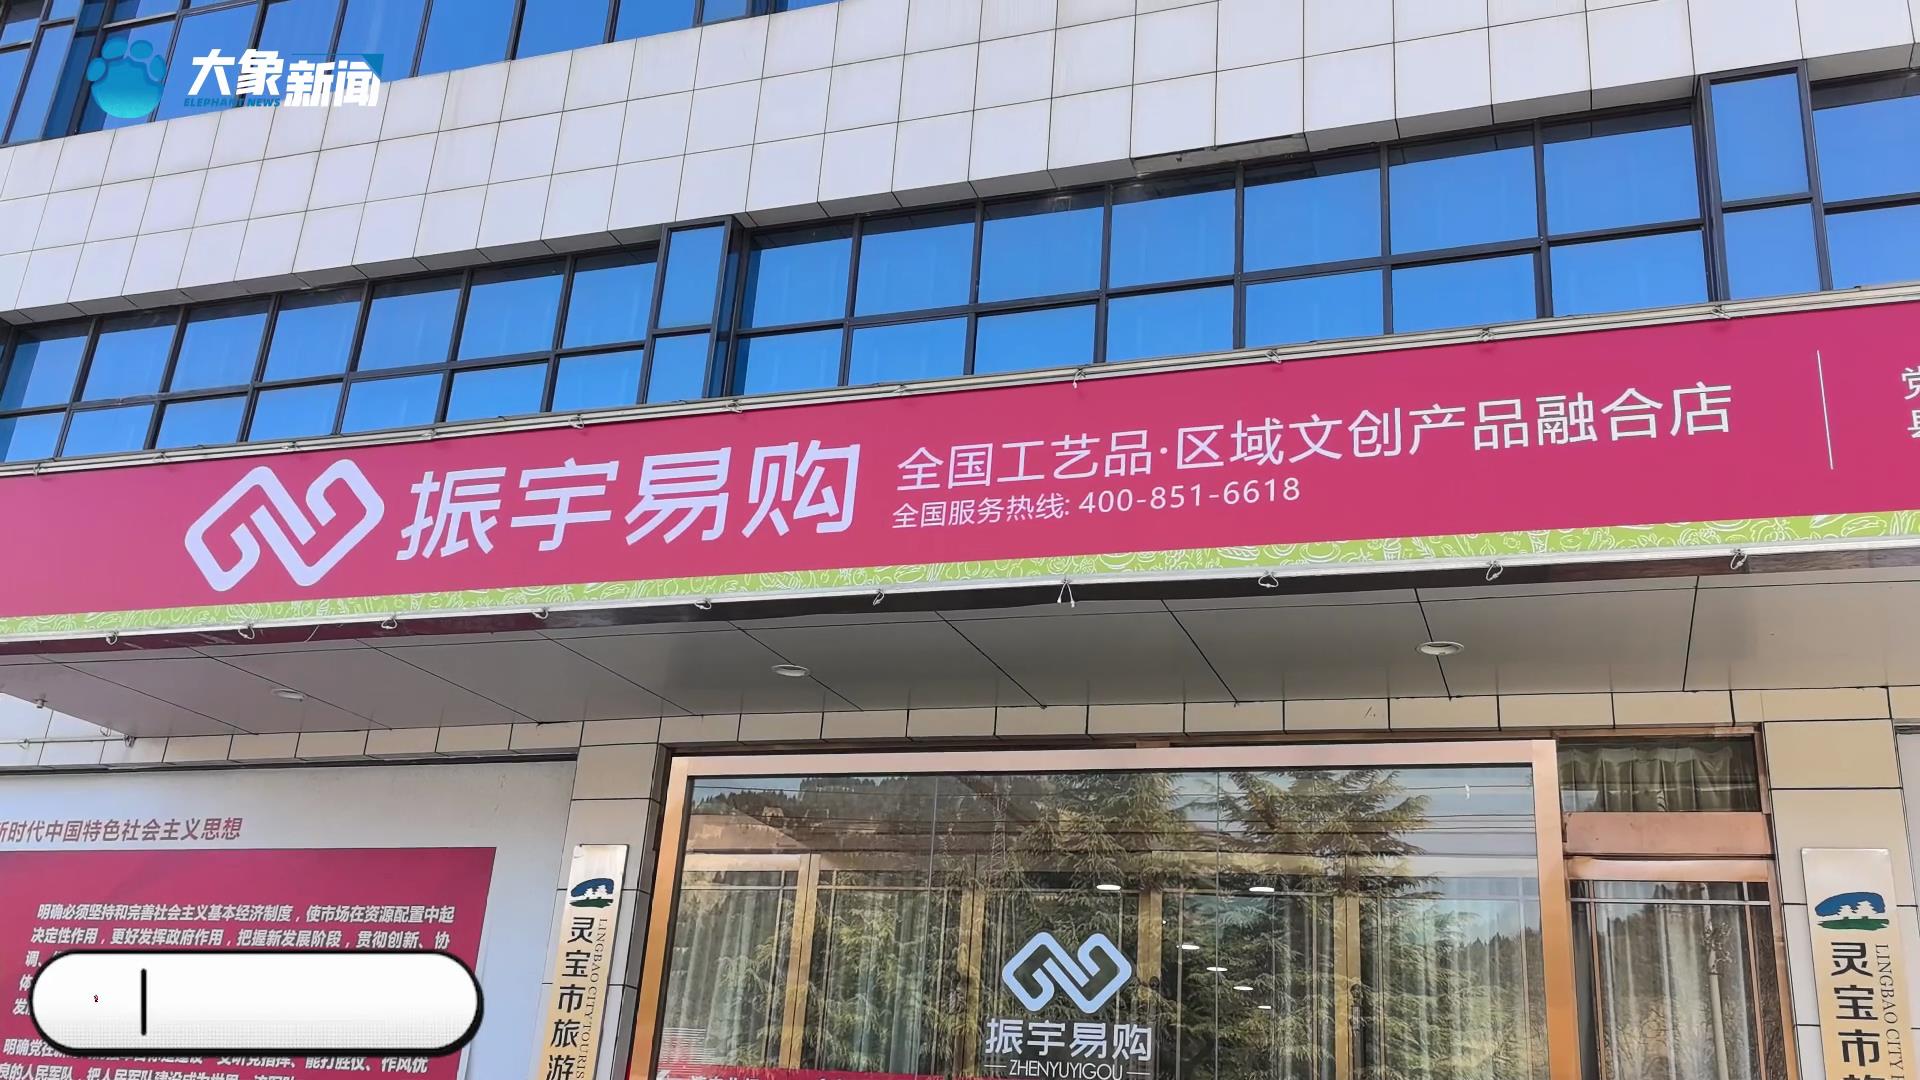 大象新闻
ELEPHANT NEWS
振宇易购
全国工艺品·区域文创产品融合店
全国服务热线: 400-851-6618
新时代中国特色社会主义思想
明确必须坚持和完善社会主义基本经济制度，使市场在资源配置中起
决定性作用，更好发挥政府作用，把握新发展阶段，贯彻创新、协
调、
灵宝市旅游
LINGBAO CITY TOURIS
振宇易购
ZHENYUYIGOU
灵宝市旅
LINGBAO CITY